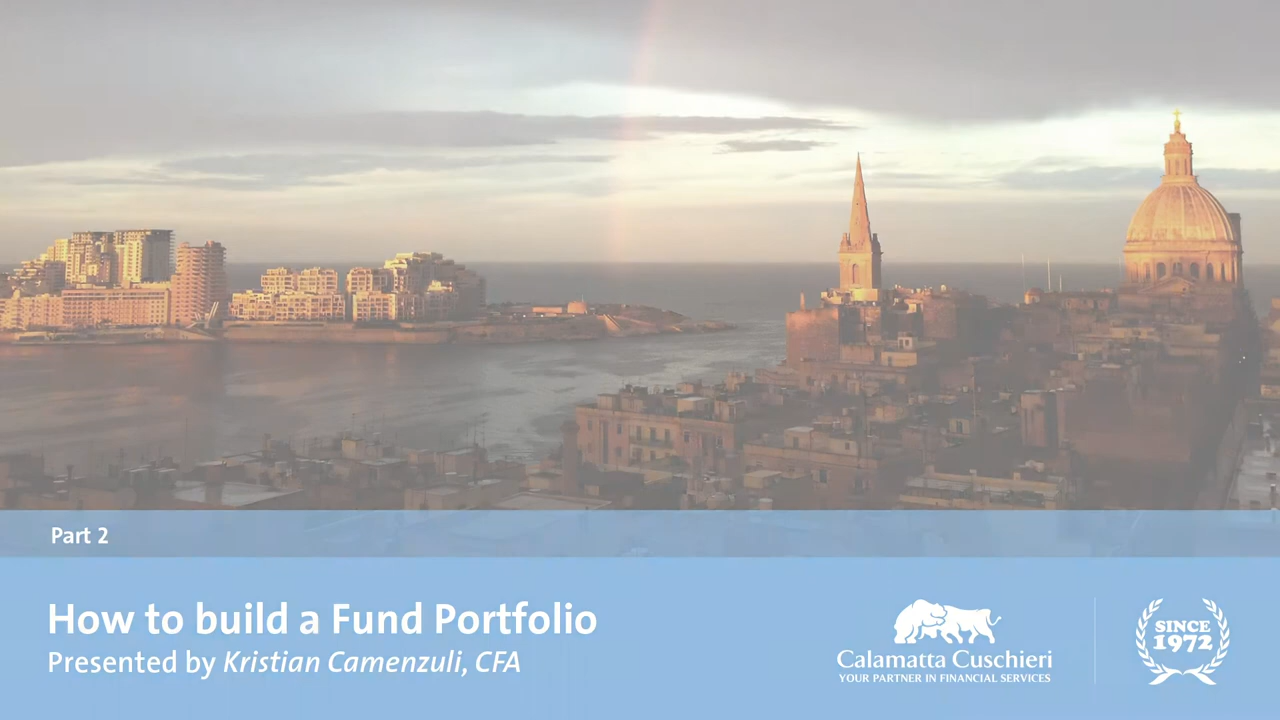 Part 2
How to build a Fund Portfolio
Presented by Kristian Camenzuli, CFA
Calamatta Cuschieri
YOUR PARTNER IN FINANCIAL SERVICES
SINCE
1972